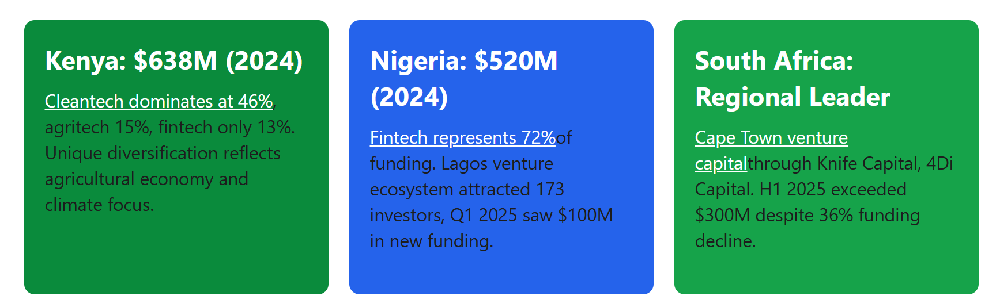 Kenya: $638M (2024)
Cleantech dominates at 46%,
agritech 15%, fintech only 13%.
Unique diversification reflects
agricultural economy and
climate focus.
Nigeria: $520M
(2024)
Fintech represents 72%of
funding. Lagos venture
ecosystem attracted 173
investors, Q1 2025 saw $100M
in new funding.
South Africa:
Regional Leader
Cape Town venture
capitalthrough Knife Capital, 4Di
Capital. H1 2025 exceeded
$300M despite 36% funding
decline.